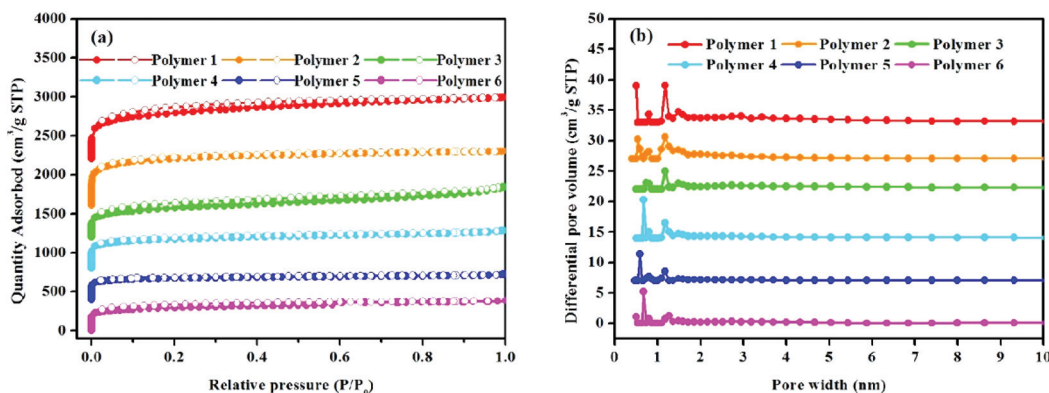 (a)
Polymer 1 Polymer 2 Polymer 3
Polymer 4 Polymer 5 Polymer 6
4000
3500
3000
2500
2000
1500
1000
500
0
Quantity Adsorbed (cm³/g STP)
0.0 0.2 0.4 0.6 0.8 1.0
Relative pressure (P/P₀)
(b)
Polymer 1 Polymer 2 Polymer 3
Polymer 4 Polymer 5 Polymer 6
50
45
40
35
30
25
20
15
10
5
0
Differential pore volume (cm³/g STP)
0 1 2 3 4 5 6 7 8 9 10
Pore width (nm)